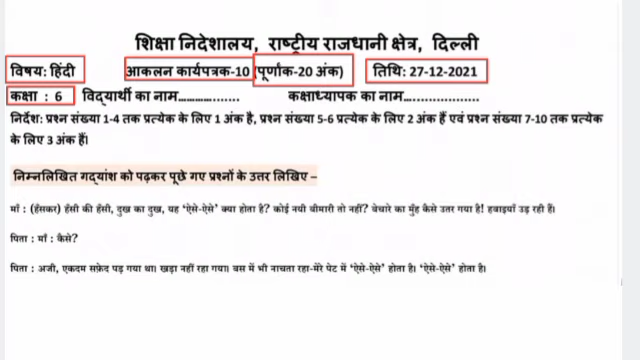 शिक्षा निदेशालय, राष्ट्रीय राजधानी क्षेत्र, दिल्ली
विषय: हिंदी आकलन कार्यपत्रक-10 (पूर्णांक-20 अंक) तिथि: 27-12-2021
कक्षा : 6 विद्यार्थी का नाम................... कक्षाध्यापक का नाम....................
निर्देश: प्रश्न संख्या 1-4 तक प्रत्येक के लिए 1 अंक है, प्रश्न संख्या 5-6 प्रत्येक के लिए 2 अंक हैं एवं प्रश्न संख्या 7-10 प्रत्येक
के लिए 3 अंक हैं।
निम्नलिखित गद्यांश को पढ़कर पूछे गए प्रश्नों के उत्तर लिखिए –
माँ : (हँसकर) हँसी की हँसी, दुख का दुख, यह 'ऐसे-ऐसे' क्या होता है? कोई नयी बीमारी तो नहीं? बेचारे का मुँह कैसे उतर गया है! हवाइयाँ उड़ रही हैं।
पिता : माँ : कैसे?
पिता : अजी, एकदम सफ़ेद पड़ गया था। खड़ा नहीं रहा गया। बस में भी नाचता रहा-मेरे पेट में 'ऐसे-ऐसे' होता है। 'ऐसे-ऐसे' होता है।